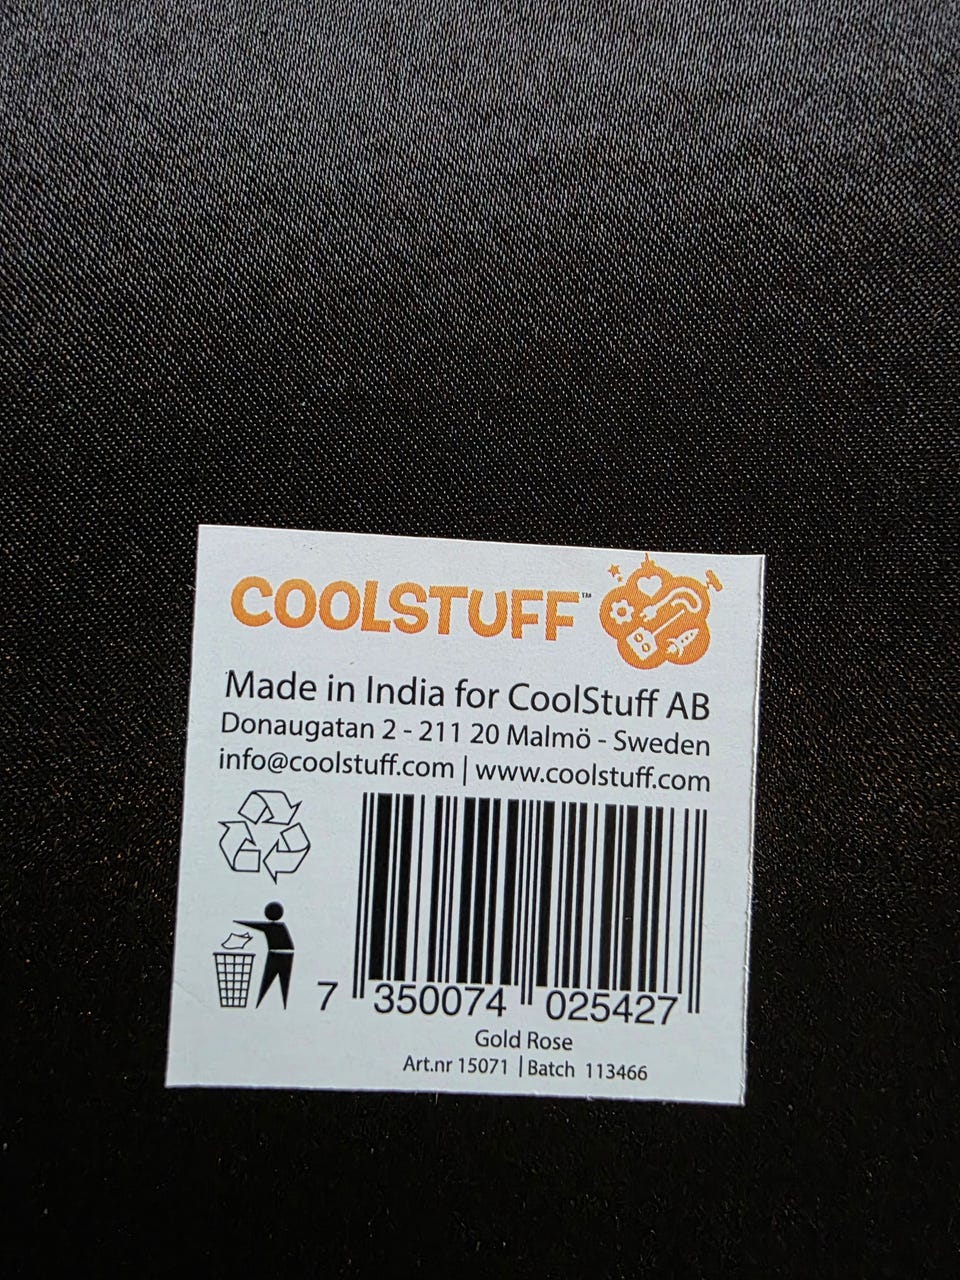 COOLSTUFF™
Made in India for CoolStuff AB
Donaugatan 2 - 211 20 Malmö - Sweden
info@coolstuff.com | www.coolstuff.com
7 350074 025427
Gold Rose
Art.nr 15071 | Batch 113466